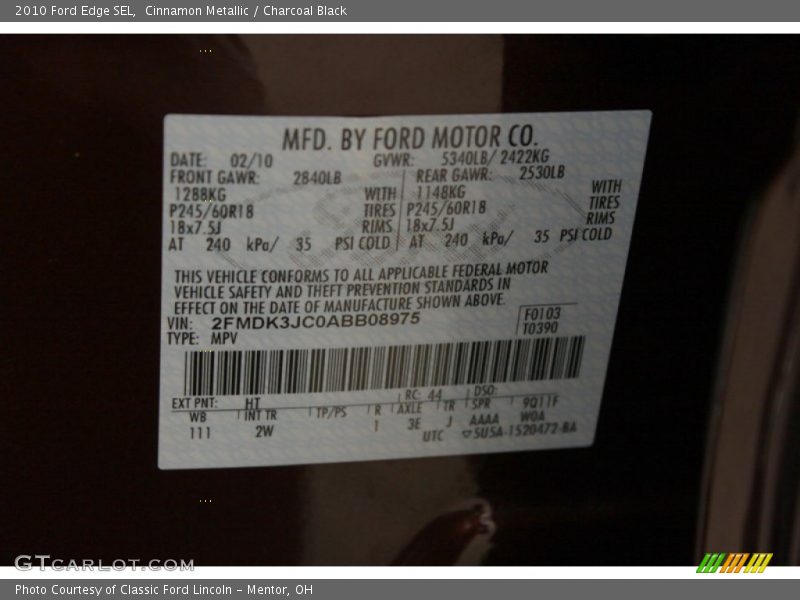 2010 Ford Edge SEL,  Cinnamon Metallic / Charcoal Black
MFD. BY FORD MOTOR CO.
DATE: 02/10 GVWR: 5340LB/ 2422KG
FRONT GAWR: 2840LB REAR GAWR: 2530LB
1288KG WITH 1148KG WITH
P245/60R18 TIRES P245/60R18 TIRES
18x7.5J RIMS 18x7.5J RIMS
AT 240 kPa/ 35 PSI COLD AT 240 kPa/ 35 PSI COLD
THIS VEHICLE CONFORMS TO ALL APPLICABLE FEDERAL MOTOR
VEHICLE SAFETY AND THEFT PREVENTION STANDARDS IN
EFFECT ON THE DATE OF MANUFACTURE SHOWN ABOVE.
VIN: 2FMDK3JC0ABB08975 F0103
TYPE: MPV T0390
EXT PNT: HT RC: 44 DSO:
WB INT TR TP/PS R AXLE TR SPR 9Q11F
111 2W 1 3E J AAAA WQA
UTC 5U5A-1520472-BA
GTCARLOT.COM
Photo Courtesy of Classic Ford Lincoln – Mentor, OH